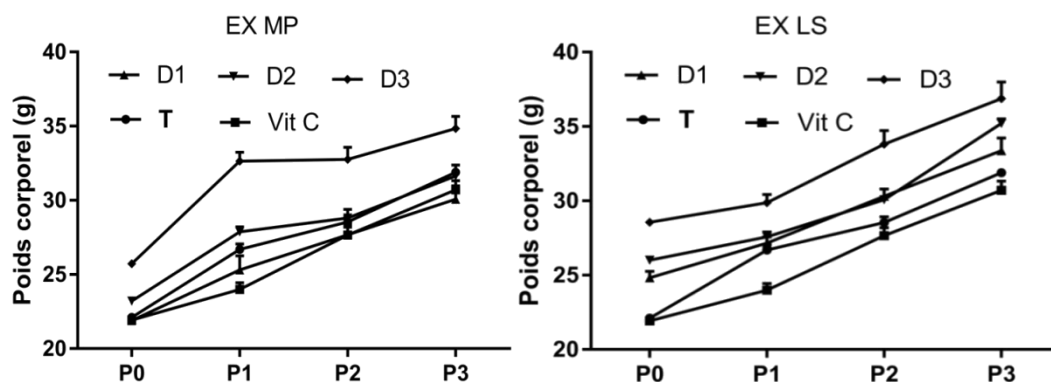 EX MP
40
D1 D2 D3
T Vit C
35
30
25
20
Poids corporel (g)
P0 P1 P2 P3
EX LS
40
D1 D2 D3
T Vit C
35
30
25
20
Poids corporel (g)
P0 P1 P2 P3